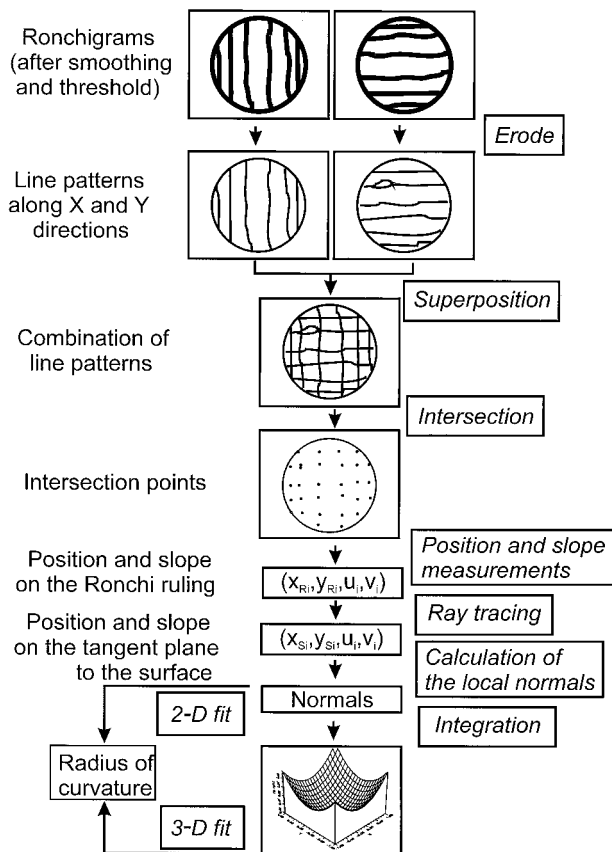 Ronchigrams
(after smoothing
and threshold)
Erode
Line patterns
along X and Y
directions
Superposition
Combination of
line patterns
Intersection
Intersection points
Position and slope
measurements
Position and slope
on the Ronchi ruling
(x_Ri,y_Ri,u_i,v_i)
Ray tracing
Position and slope
on the tangent plane
to the surface
(x_Si,y_Si,u_i,v_i)
Calculation of
the local normals
2-D fit
Normals
Integration
Radius of
curvature
3-D fit